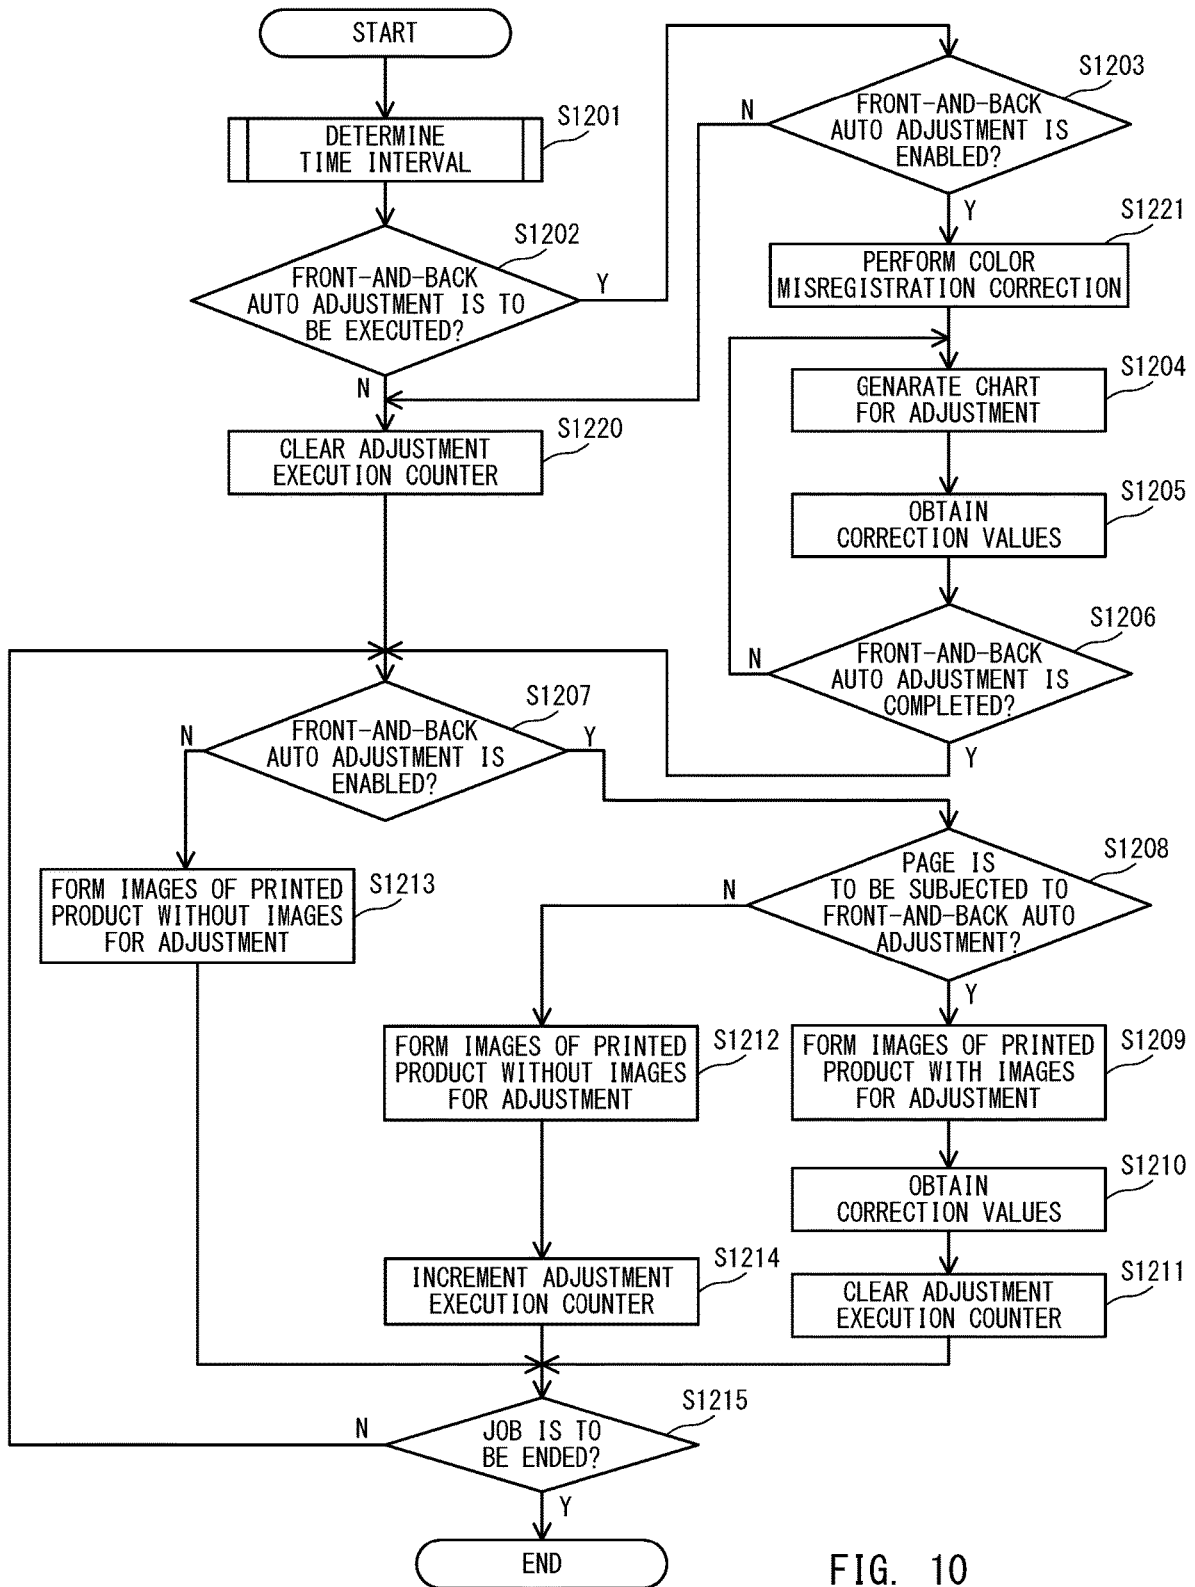 START
S1201
DETERMINE
TIME INTERVAL
S1202
FRONT-AND-BACK
AUTO ADJUSTMENT IS TO
BE EXECUTED?
Y
N
S1203
FRONT-AND-BACK
AUTO ADJUSTMENT IS
ENABLED?
N
Y
S1221
PERFORM COLOR
MISREGISTRATION CORRECTION
S1204
GENARATE CHART
FOR ADJUSTMENT
S1205
OBTAIN
CORRECTION VALUES
S1206
FRONT-AND-BACK
AUTO ADJUSTMENT IS
COMPLETED?
N
Y
S1220
CLEAR ADJUSTMENT
EXECUTION COUNTER
S1207
FRONT-AND-BACK
AUTO ADJUSTMENT IS
ENABLED?
N
Y
S1213
FORM IMAGES OF PRINTED
PRODUCT WITHOUT IMAGES
FOR ADJUSTMENT
S1208
PAGE IS
TO BE SUBJECTED TO
FRONT-AND-BACK AUTO
ADJUSTMENT?
N
Y
S1212
FORM IMAGES OF PRINTED
PRODUCT WITHOUT IMAGES
FOR ADJUSTMENT
S1209
FORM IMAGES OF PRINTED
PRODUCT WITH IMAGES
FOR ADJUSTMENT
S1210
OBTAIN
CORRECTION VALUES
S1214
INCREMENT ADJUSTMENT
EXECUTION COUNTER
S1211
CLEAR ADJUSTMENT
EXECUTION COUNTER
S1215
JOB IS TO
BE ENDED?
N
Y
END
FIG. 10